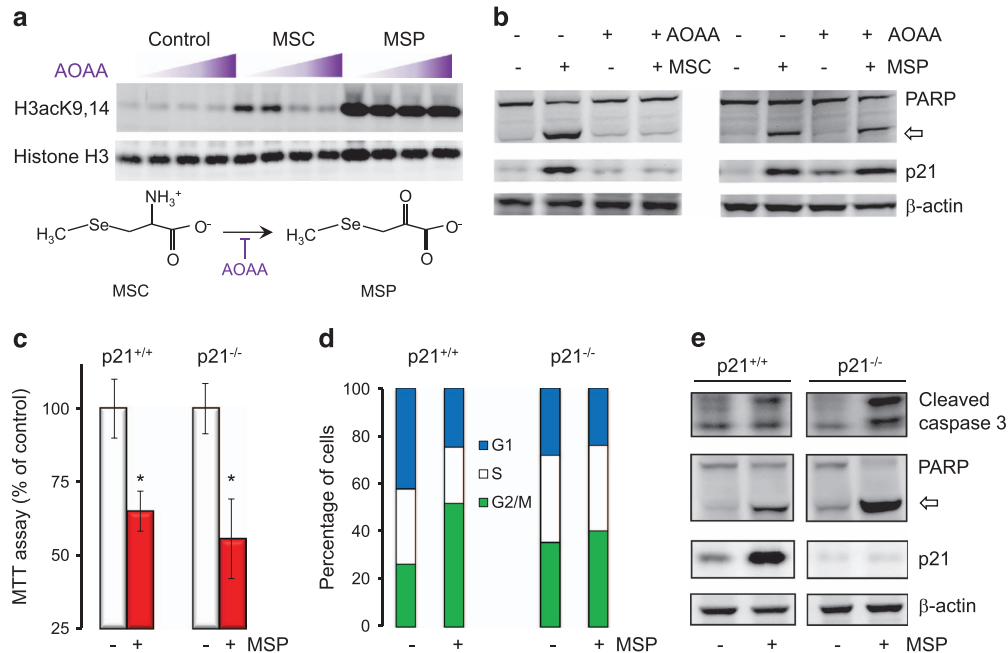 a
Control MSC MSP
AOAA
H3acK9,14
Histone H3
NH₃⁺
H₃C Se O⁻
O
MSC
AOAA
O
H₃C Se O⁻
O
MSP
b
- - + + AOAA - - + + AOAA
- + - + MSC - + - + MSP
PARP
p21
β-actin
c
p21⁺/⁺ p21⁻/⁻
MTT assay (% of control)
100
75
50
25
* *
- + - + MSP
d
p21⁺/⁺ p21⁻/⁻
Percentage of cells
100
80
60
40
20
0
G1
S
G2/M
- + - + MSP
e
p21⁺/⁺ p21⁻/⁻
Cleaved
caspase 3
PARP
p21
β-actin
- + - + MSP